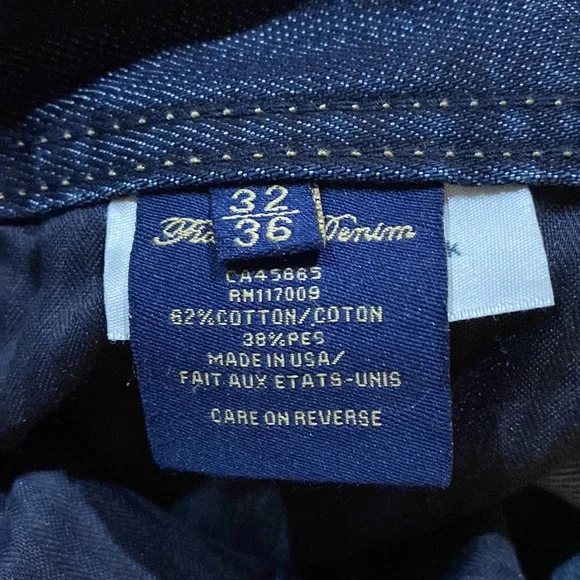 32
36
Denim
CA45865
RM117009
62%COTTON/COTON
38%PES
MADE IN USA/
FAIT AUX ETATS-UNIS
CARE ON REVERSE